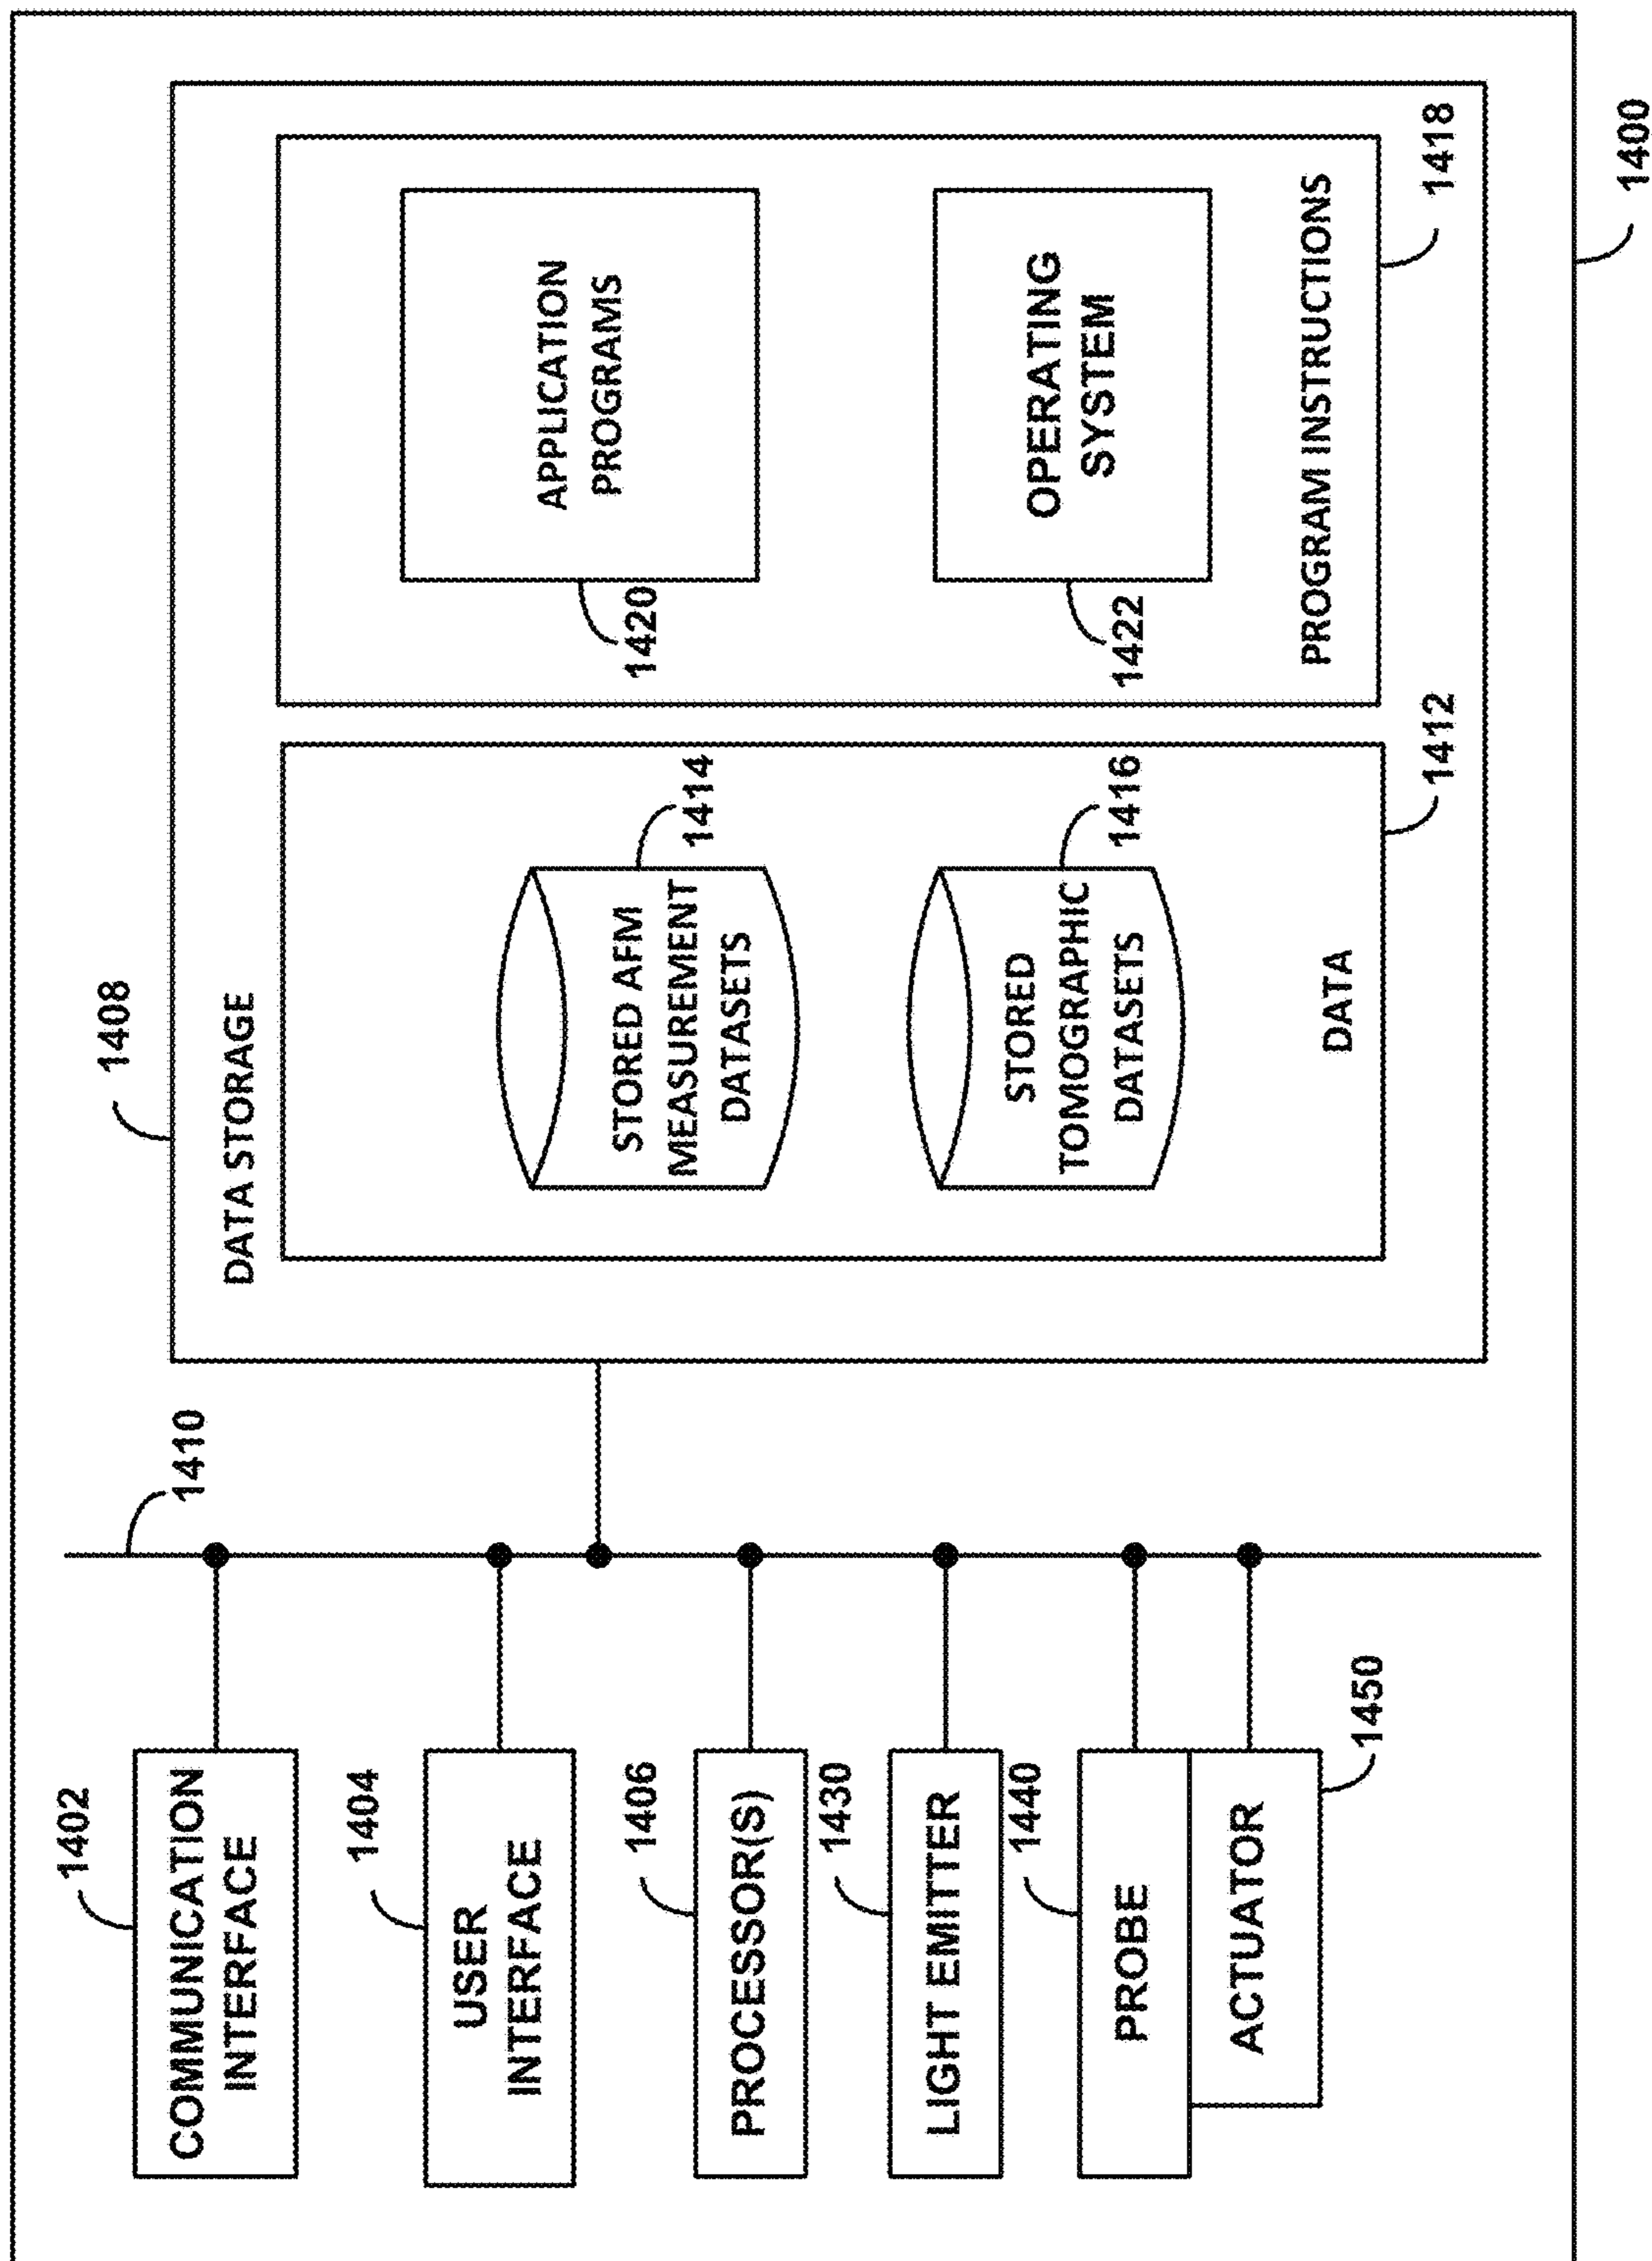 1402
COMMUNICATION
INTERFACE
1404
USER
INTERFACE
1406
PROCESSOR(S)
1430
LIGHT EMITTER
1440
PROBE
ACTUATOR
1450
1410
1408
DATA STORAGE
STORED AFM
MEASUREMENT
DATASETS
1414
STORED
TOMOGRAPHIC
DATASETS
1416
DATA
1412
APPLICATION
PROGRAMS
1420
OPERATING
SYSTEM
1422
PROGRAM INSTRUCTIONS
1418
1400